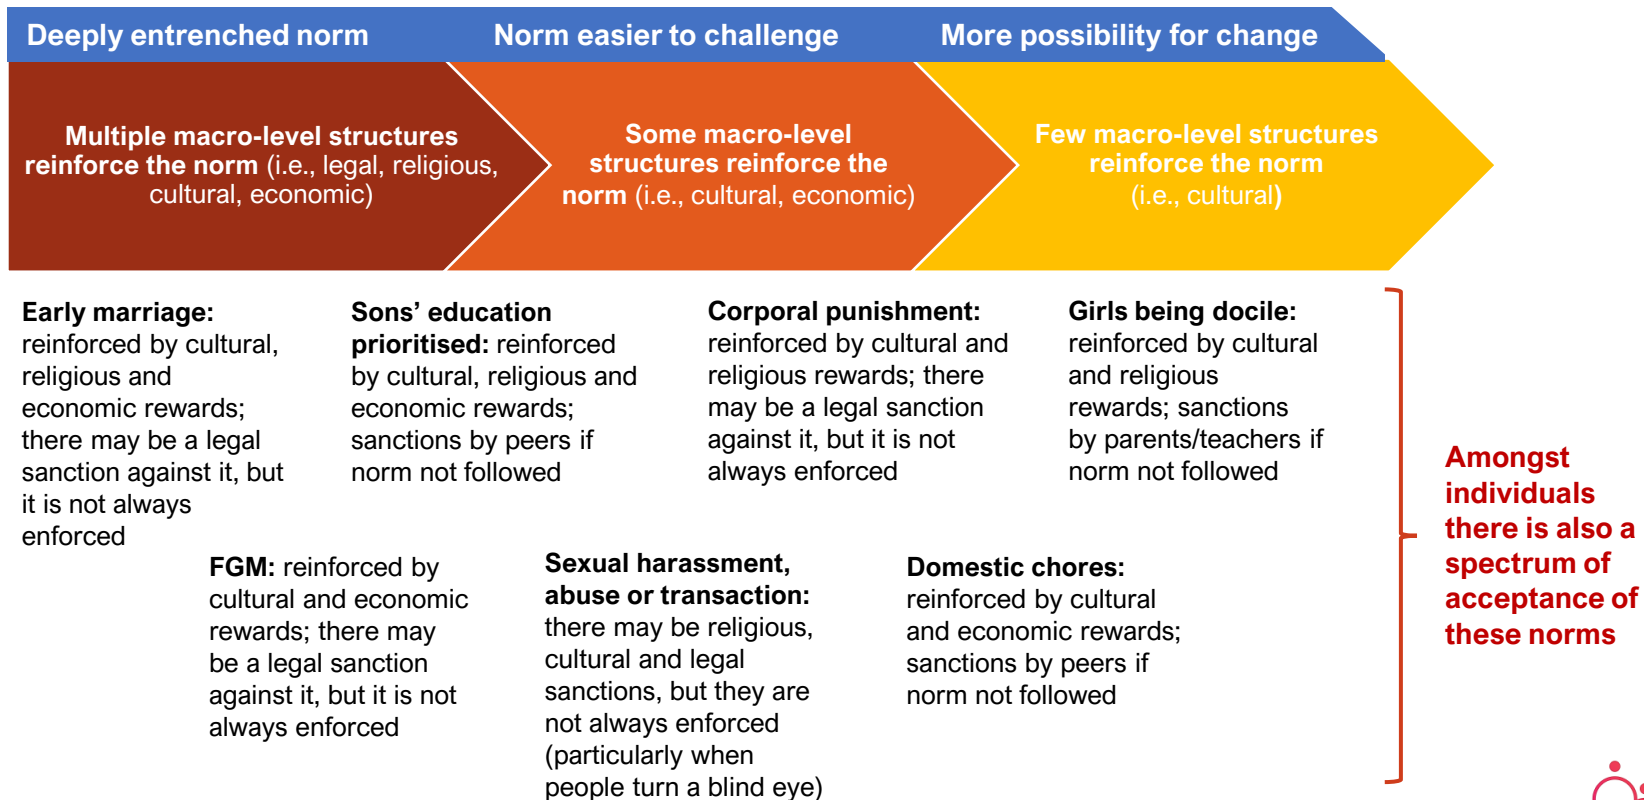 Deeply entrenched norm
Norm easier to challenge
More possibility for change
Multiple macro-level structures
reinforce the norm (i.e., legal, religious,
cultural, economic)
Some macro-level
structures reinforce the
norm (i.e., cultural, economic)
Few macro-level structures
reinforce the norm
(i.e., cultural)
Early marriage:
reinforced by cultural,
religious and
economic rewards;
there may be a legal
sanction against it, but
it is not always
enforced
Sons’ education
prioritised: reinforced
by cultural, religious and
economic rewards;
sanctions by peers if
norm not followed
Corporal punishment:
reinforced by cultural and
religious rewards; there
may be a legal sanction
against it, but it is not
always enforced
Girls being docile:
reinforced by cultural
and religious
rewards; sanctions
by parents/teachers if
norm not followed
FGM: reinforced by
cultural and economic
rewards; there may
be a legal sanction
against it, but it is not
always enforced
Sexual harassment,
abuse or transaction:
there may be religious,
cultural and legal
sanctions, but they are
not always enforced
(particularly when
people turn a blind eye)
Domestic chores:
reinforced by cultural
and economic rewards;
sanctions by peers if
norm not followed
Amongst
individuals
there is also a
spectrum of
acceptance of
these norms